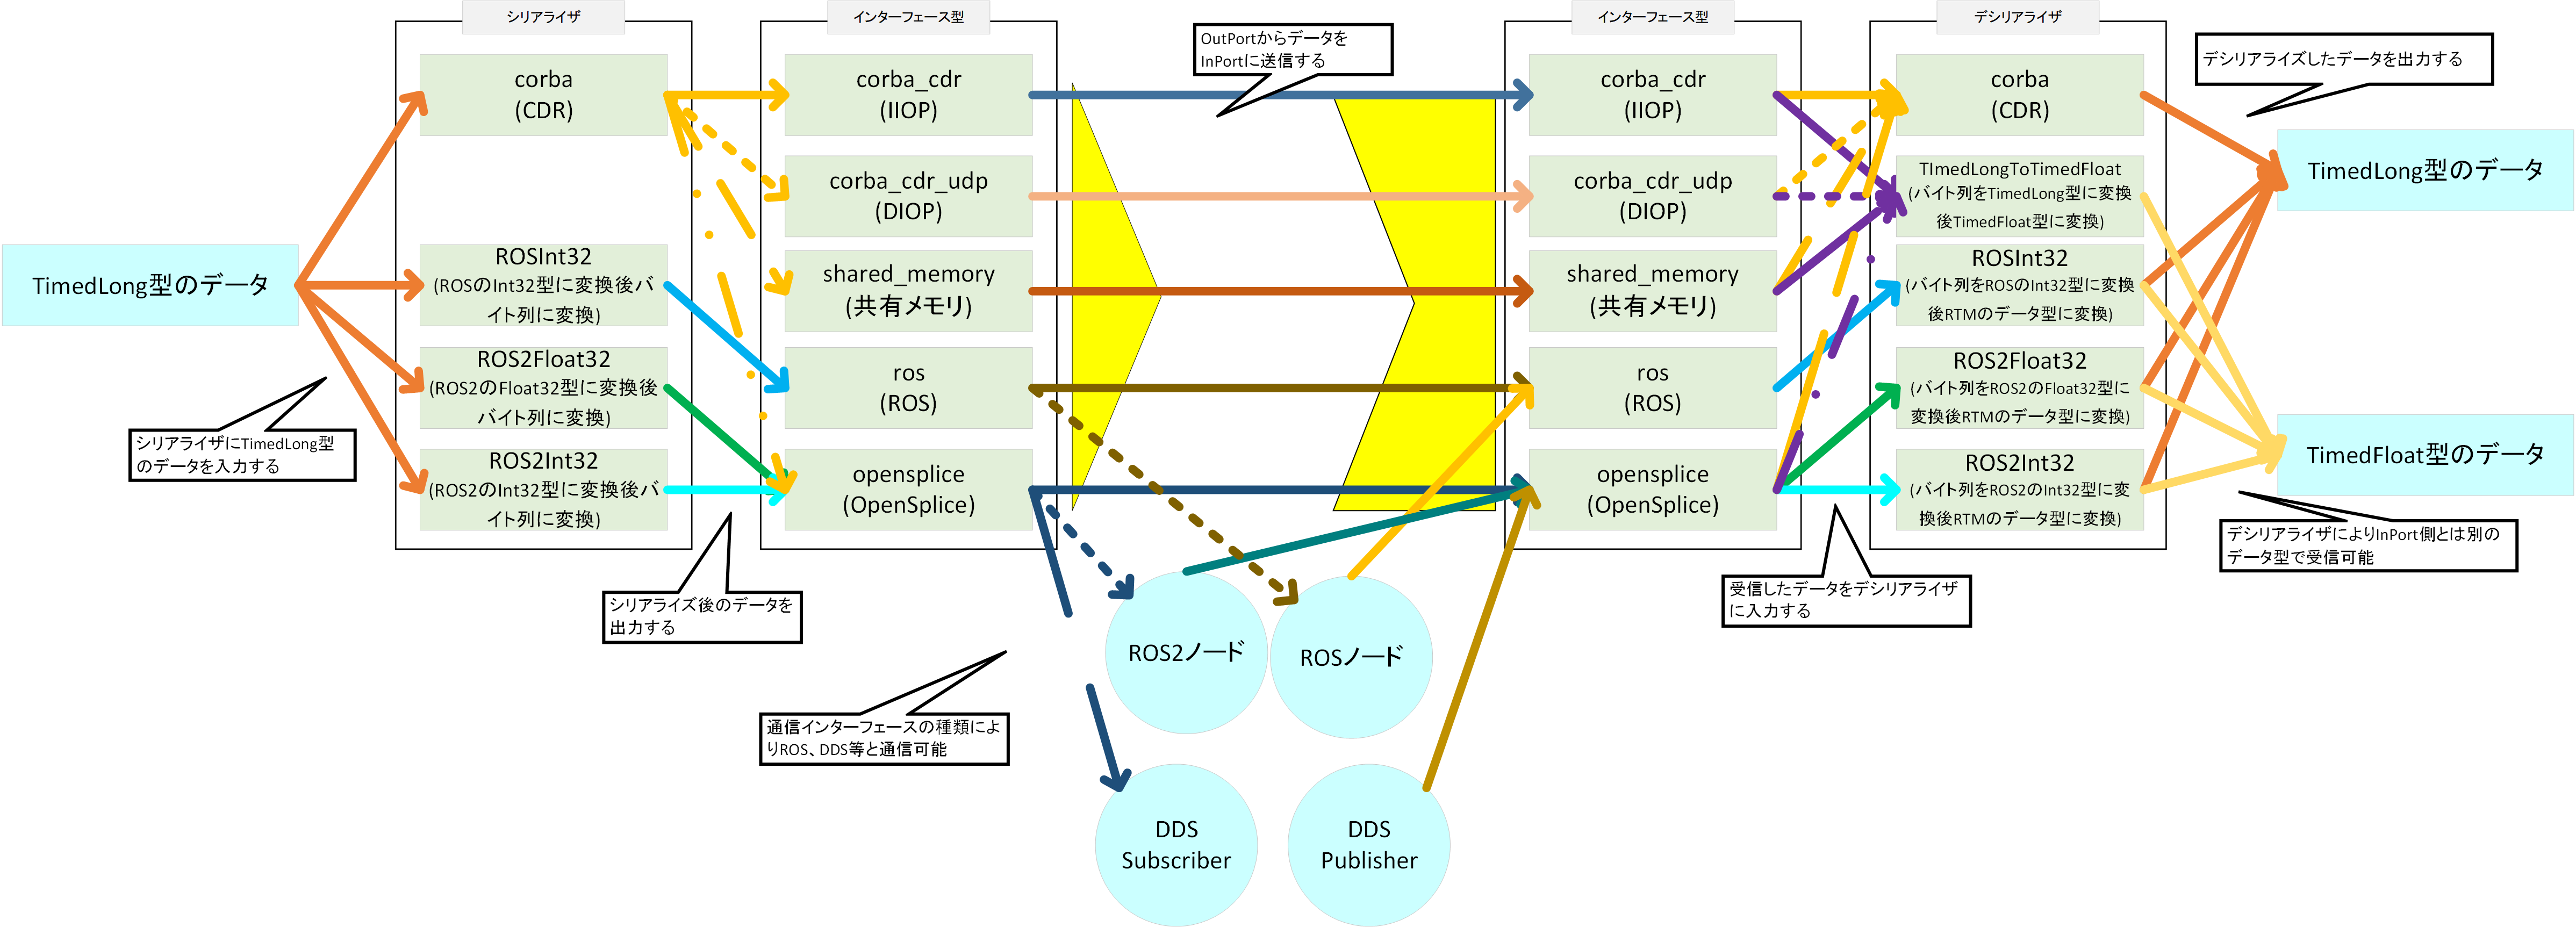 シリアライザ
インターフェース型
インターフェース型
デシリアライザ
OutPortからデータを
InPortに送信する
デシリアライズしたデータを出力する
corba
(CDR)
corba_cdr
(IIOP)
corba_cdr
(IIOP)
corba
(CDR)
TimedLong型のデータ
corba_cdr_udp
(DIOP)
corba_cdr_udp
(DIOP)
TImedLongToTimedFloat
(バイト列をTimedLong型に変換
後TimedFloat型に変換)
TimedLong型のデータ
ROSInt32
(ROSのInt32型に変換後バ
イト列に変換)
shared_memory
(共有メモリ)
shared_memory
(共有メモリ)
ROSInt32
(バイト列をROSのInt32型に変換
後RTMのデータ型に変換)
ROS2Float32
(ROS2のFloat32型に変換後
バイト列に変換)
ros
(ROS)
ros
(ROS)
ROS2Float32
(バイト列をROS2のFloat32型に
変換後RTMのデータ型に変換)
TimedFloat型のデータ
シリアライザにTimedLong型
のデータを入力する
ROS2Int32
(ROS2のInt32型に変換後バ
イト列に変換)
opensplice
(OpenSplice)
opensplice
(OpenSplice)
ROS2Int32
(バイト列をROS2のInt32型に変
換後RTMのデータ型に変換)
デシリアライザによりInPort側とは別の
データ型で受信可能
シリアライズ後のデータを
出力する
受信したデータをデシリアライザ
に入力する
ROS2ノード
ROSノード
通信インターフェースの種類によ
りROS、DDS等と通信可能
DDS
Subscriber
DDS
Publisher